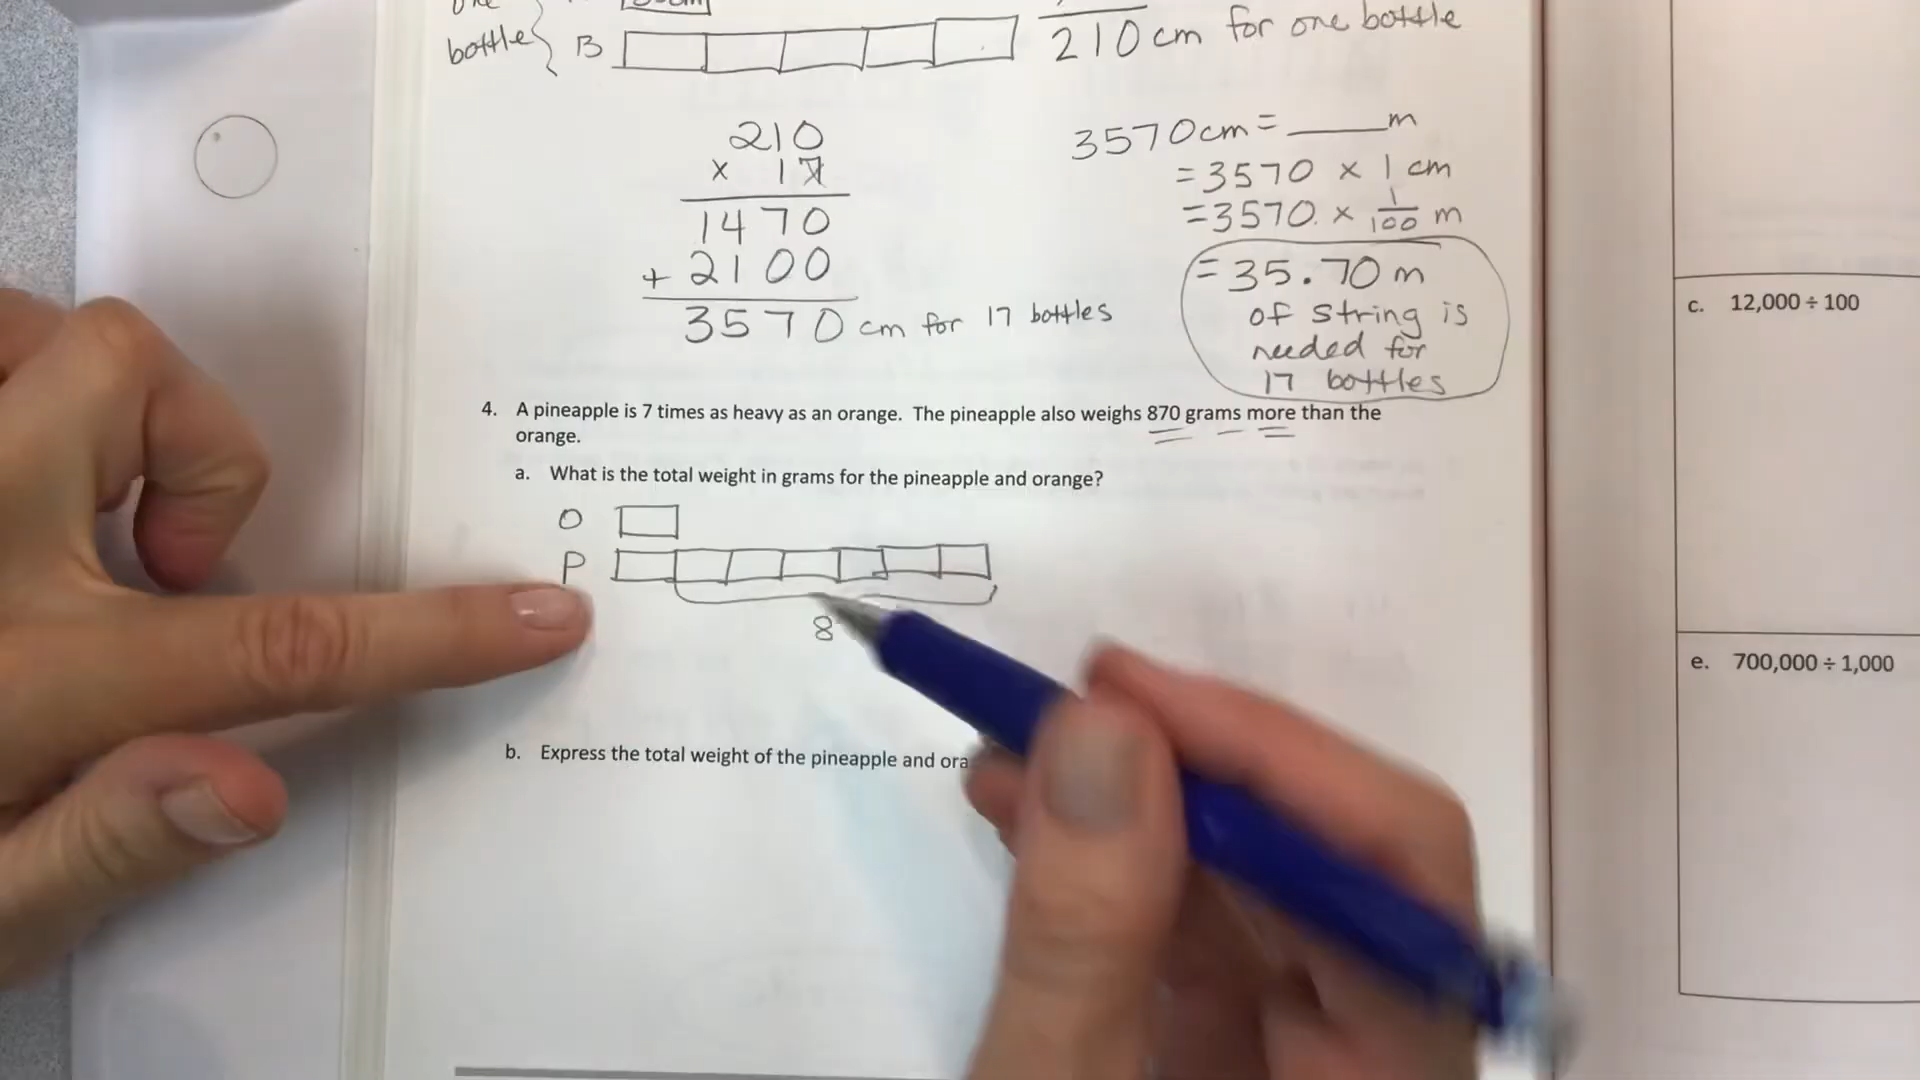 bottle
B
210 cm for one bottle
210
x 17
1470
+ 2100
3570 cm for 17 bottles
3570cm = ____m
= 3570 x 1 cm
= 3570. x 1/100 m
= 35.70 m
of string is
needed for
17 bottles
4. A pineapple is 7 times as heavy as an orange. The pineapple also weighs 870 grams more than the
orange.
a. What is the total weight in grams for the pineapple and orange?
O
P
8
b. Express the total weight of the pineapple and ora
c. 12,000 ÷ 100
e. 700,000 ÷ 1,000